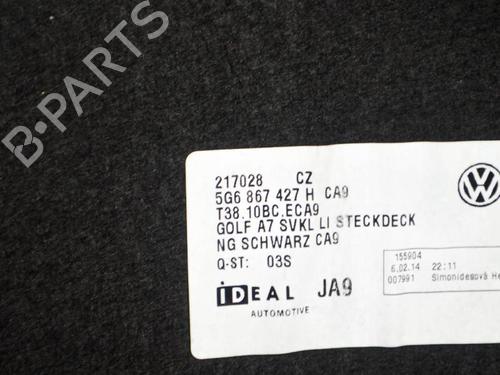 B-PARTS
217028 CZ
5G6 867 427 H CA9
T38.10BC.ECA9
GOLF A7 SVKL LI STECKDECK
NG SCHWARZ CA9
Q-ST: 03S
IDEAL JA9
AUTOMOTIVE
155904
6.02.14 22:11
007991 Simonidesová